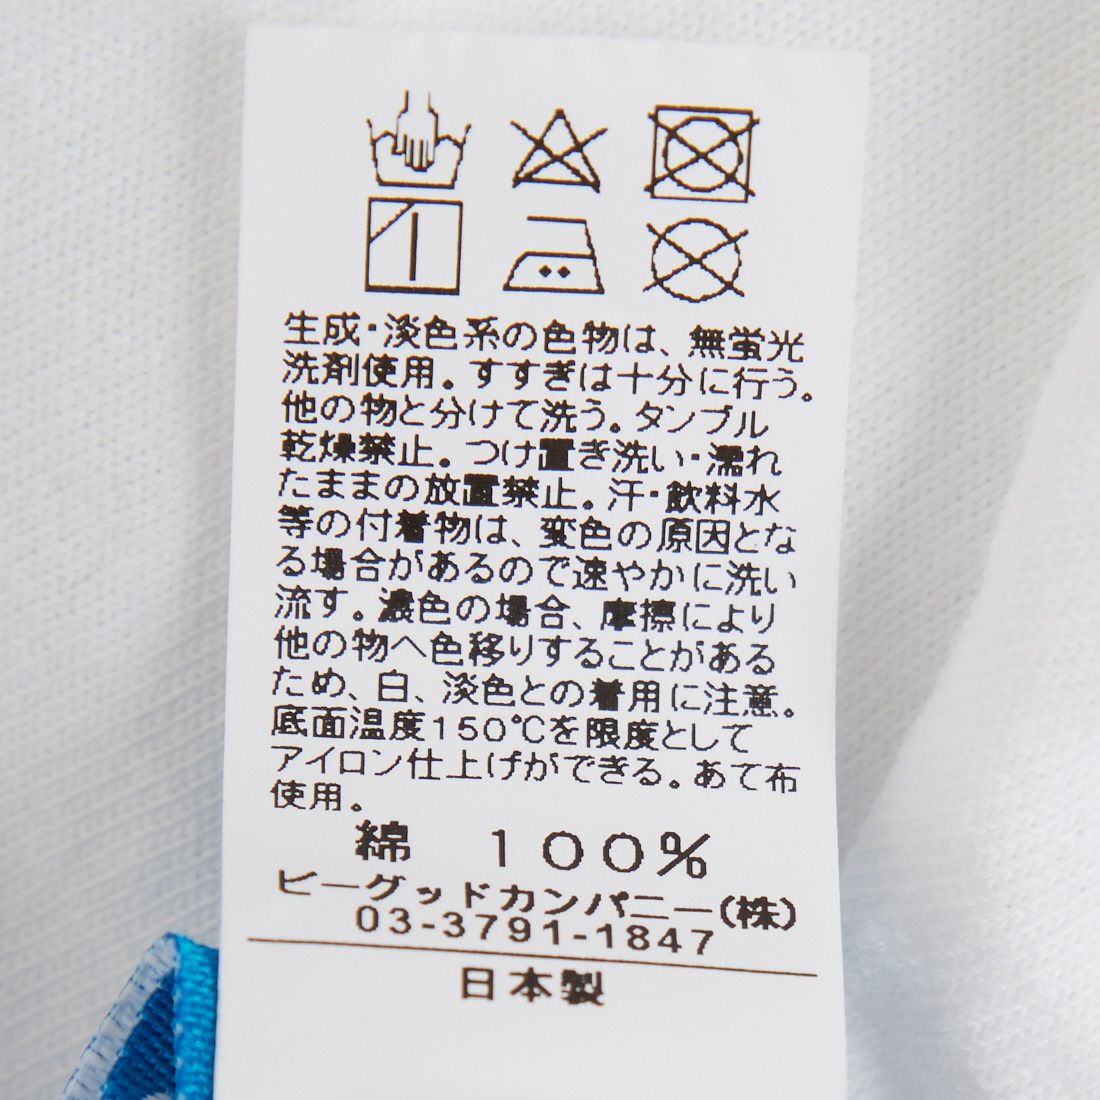 生成・淡色系の色物は、無蛍光
洗剤使用。すすぎは十分に行う。
他の物と分けて洗う。タンブル
乾燥禁止。つけ置き洗い・濡れ
たままの放置禁止。汗・飲料水
等の付着物は、変色の原因とな
る場合があるので速やかに洗い
流す。濃色の場合、摩擦により
他の物へ色移りすることがある
ため、白、淡色との着用に注意。
底面温度150℃を限度として
アイロン仕上げができる。あて布
使用。
綿 100%
ビーグッドカンパニー(株)
03-3791-1847
日本製